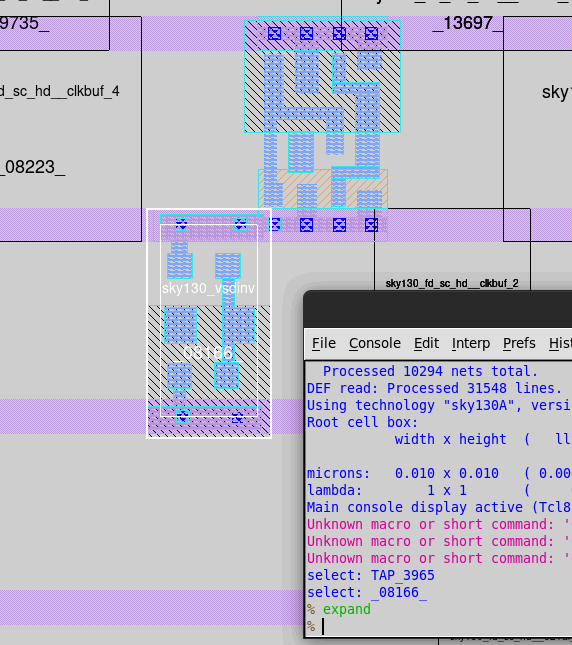 9735_
_13697_
d_sc_hd__clkbuf_4
sky1
_08223_
sky130_fd_sc_hd__clkbuf_2
sky130_vsdinv
_08166_
File Console Edit Interp Prefs Hist
Processed 10294 nets total.
DEF read: Processed 31548 lines.
Using technology "sky130A", versi
Root cell box:
width x height ( ll
microns: 0.010 x 0.010 ( 0.00
lambda: 1 x 1 (
Main console display active (Tcl8
Unknown macro or short command: '
Unknown macro or short command: '
Unknown macro or short command: '
select: TAP_3965
select: _08166_
% expand
%